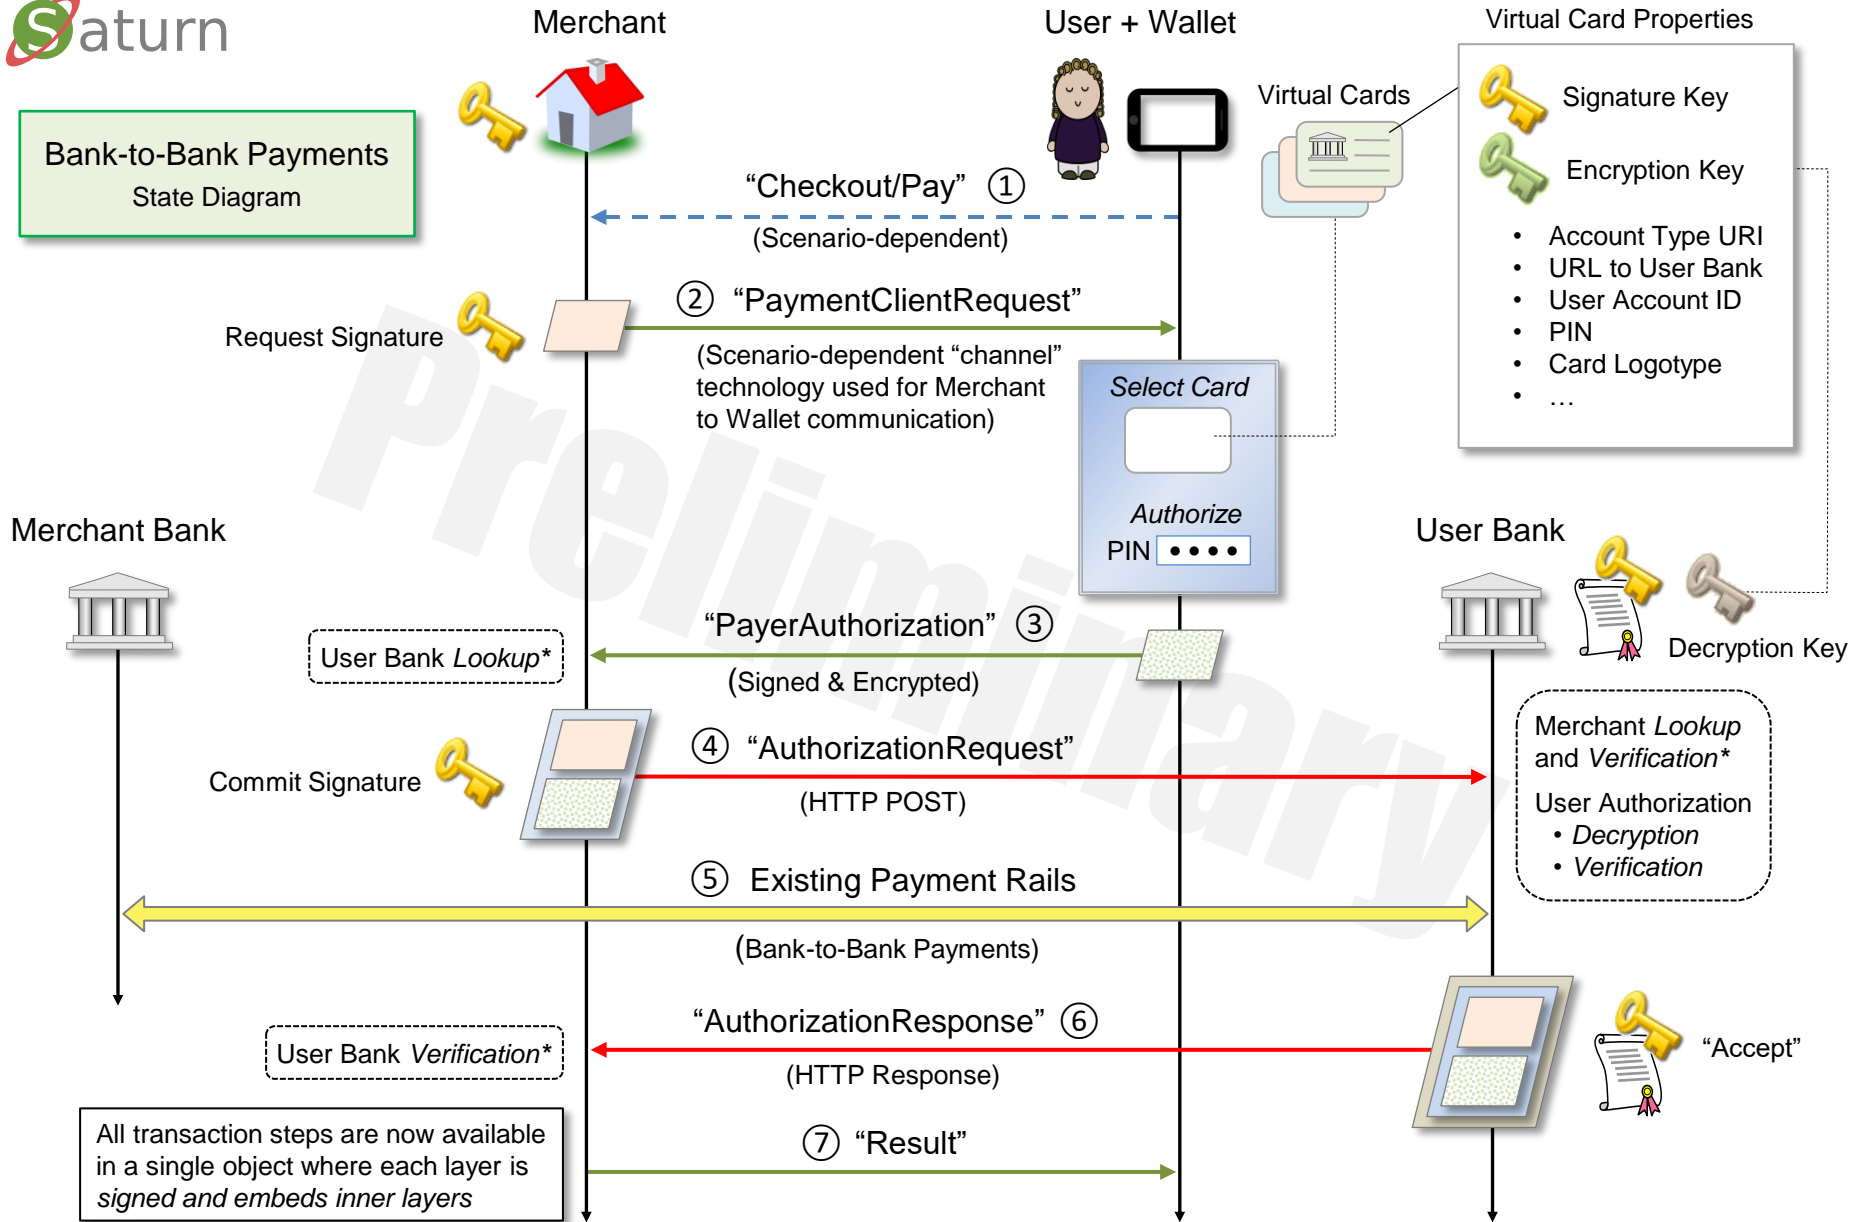 Saturn
Merchant
User + Wallet
Virtual Card Properties
Bank-to-Bank Payments
State Diagram
Virtual Cards
Signature Key
Encryption Key
• Account Type URI
• URL to User Bank
• User Account ID
• PIN
• Card Logotype
• …
“Checkout/Pay” ①
(Scenario-dependent)
Request Signature
② “PaymentClientRequest”
(Scenario-dependent “channel”
technology used for Merchant
to Wallet communication)
Select Card
Authorize
PIN ••••
Preliminary
Merchant Bank
User Bank
Decryption Key
“PayerAuthorization” ③
(Signed & Encrypted)
User Bank Lookup*
Commit Signature
④ “AuthorizationRequest”
(HTTP POST)
Merchant Lookup
and Verification*
User Authorization
• Decryption
• Verification
⑤ Existing Payment Rails
(Bank-to-Bank Payments)
“AuthorizationResponse” ⑥
(HTTP Response)
User Bank Verification*
“Accept”
All transaction steps are now available
in a single object where each layer is
signed and embeds inner layers
⑦ “Result”